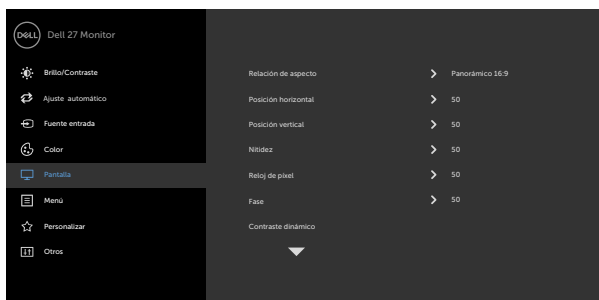 DELL Dell 27 Monitor
Brillo/Contraste
Ajuste automático
Fuente entrada
Color
Pantalla
Menú
Personalizar
Otros
Relación de aspecto Panorámico 16:9
Posición horizontal 50
Posición vertical 50
Nitidez 50
Reloj de píxel 50
Fase 50
Contraste dinámico